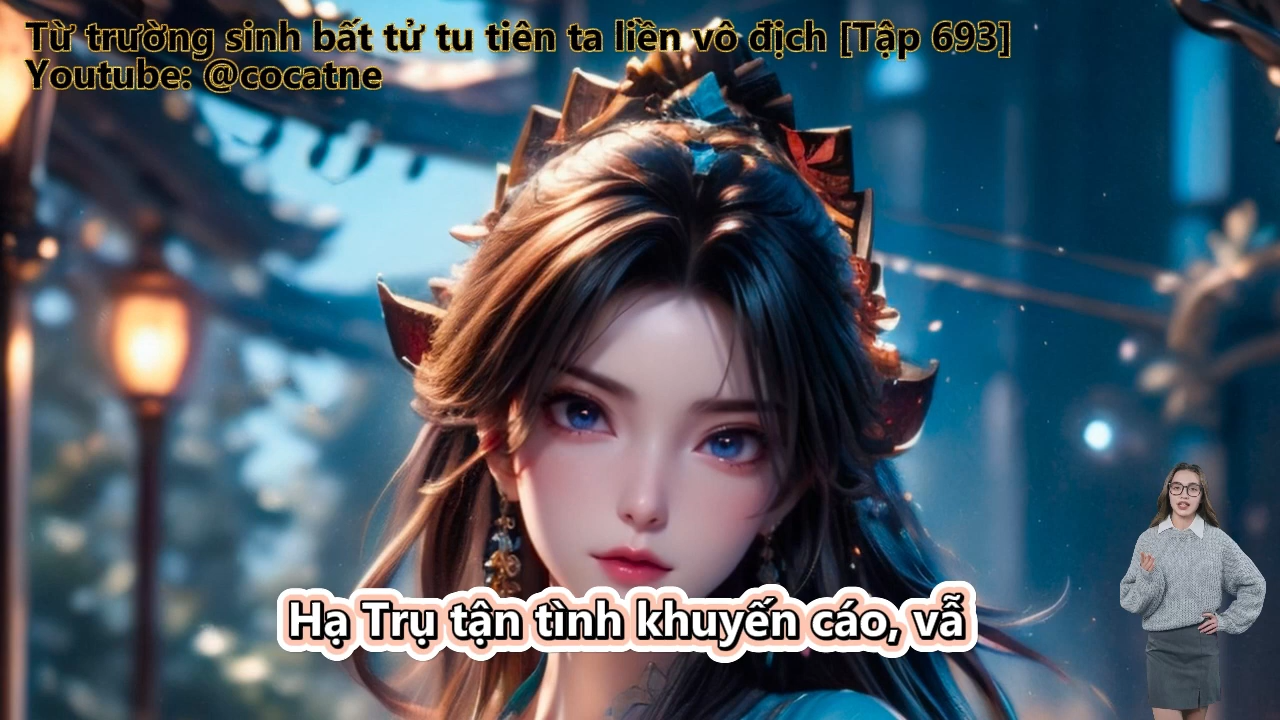 Từ trường sinh bất tử tu tiên ta liền vô địch [Tập 693]
Youtube: @cocatne
Hạ Trụ tận tình khuyến cáo, vẫ